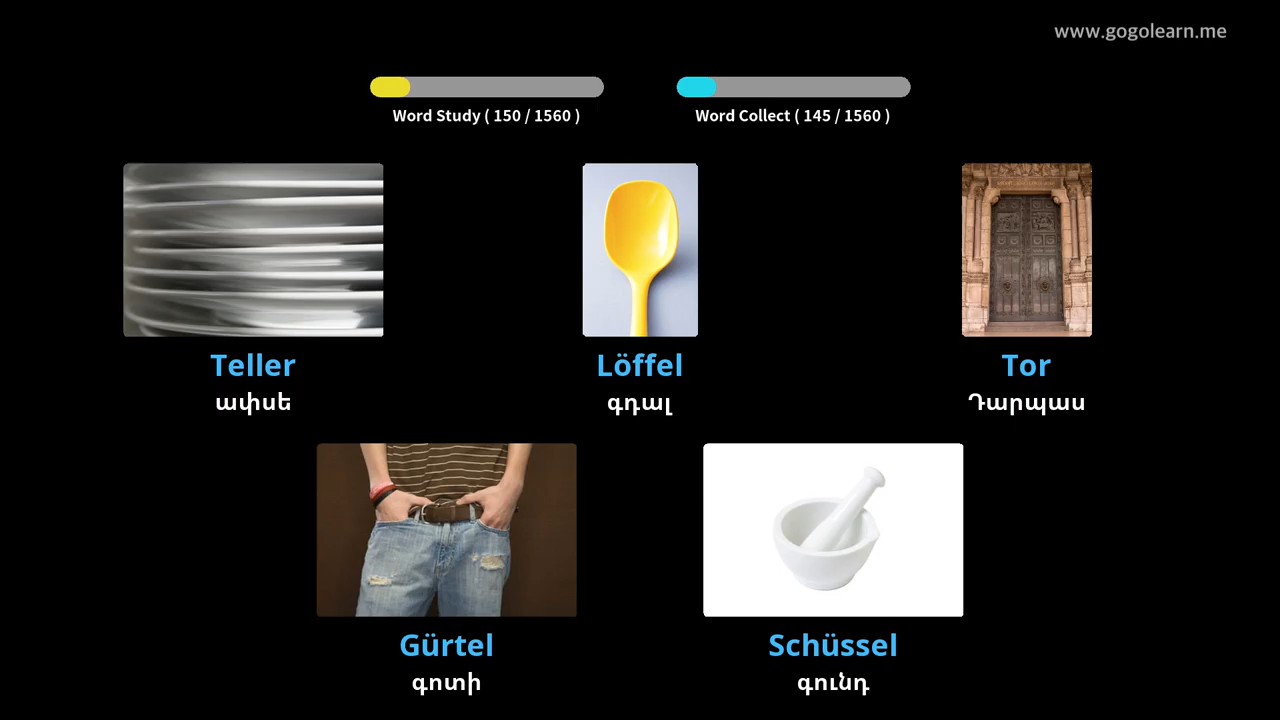 www.gogolearn.me
Word Study ( 150 / 1560 )
Word Collect ( 145 / 1560 )
Teller
ափսե
Löffel
գդալ
Tor
Դարպաս
Gürtel
գոտի
Schüssel
գունդ